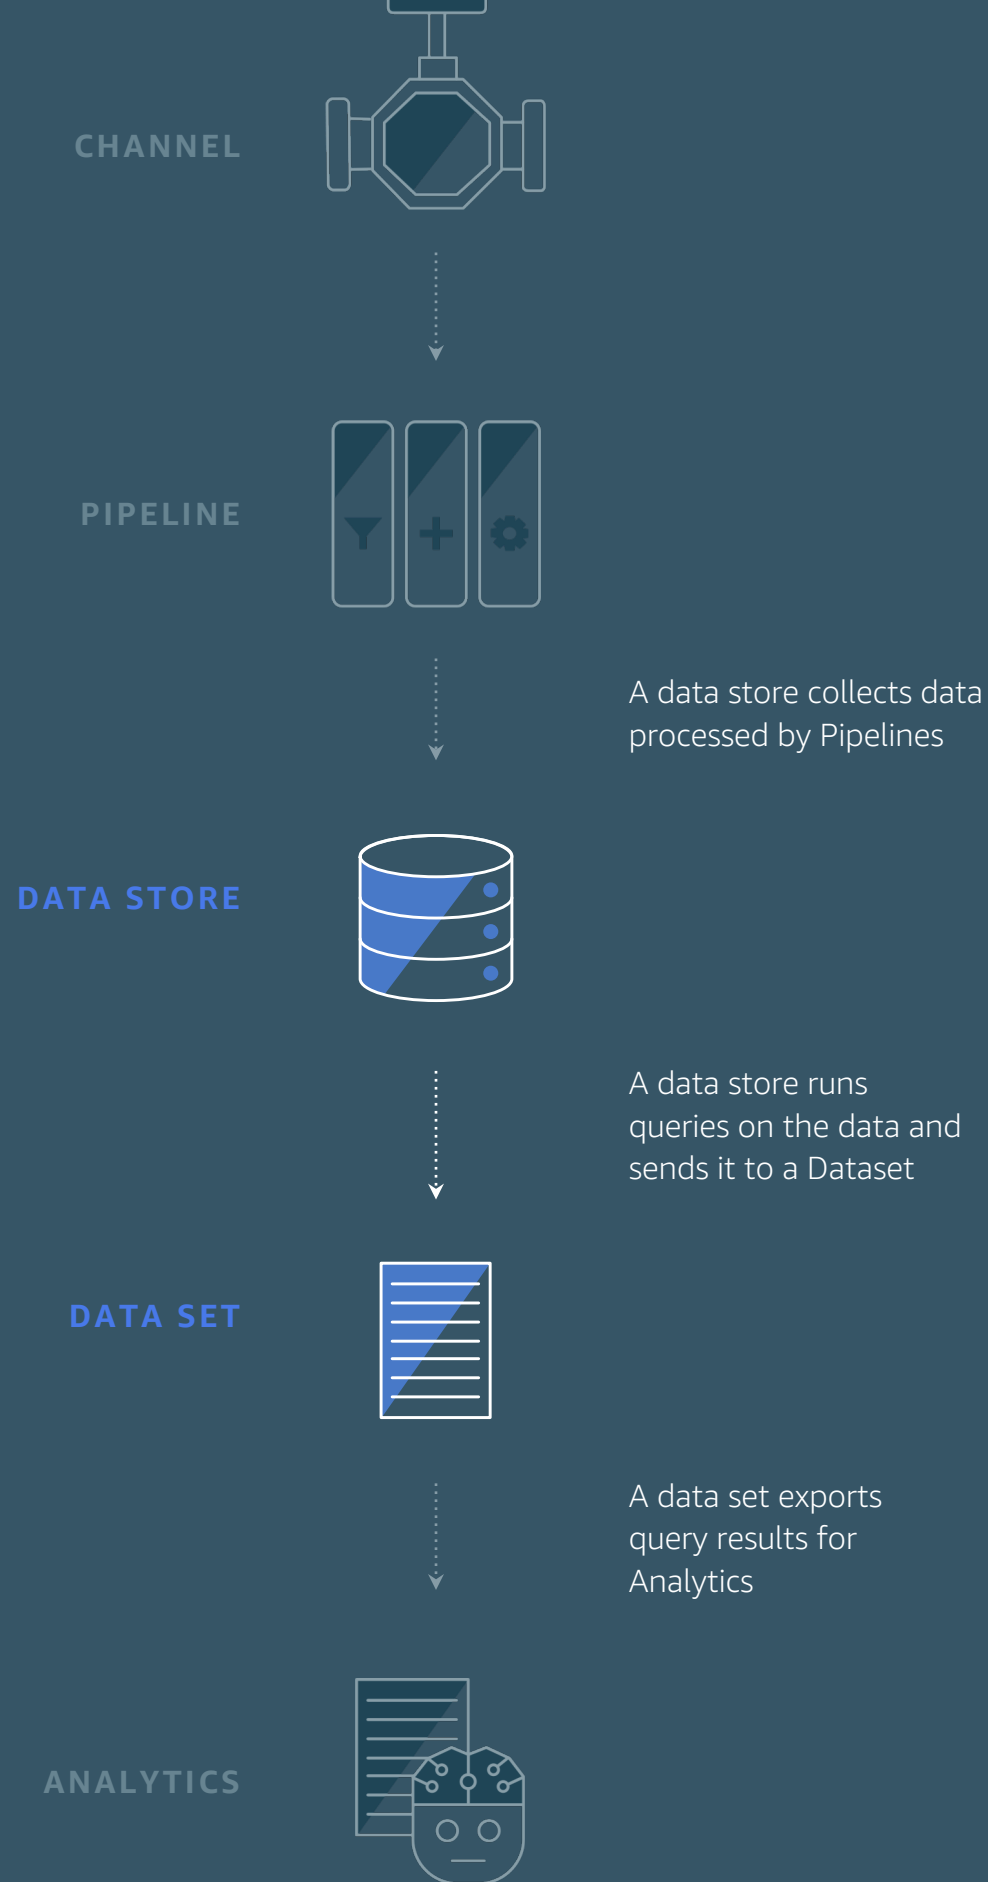 CHANNEL
PIPELINE
A data store collects data
processed by Pipelines
DATA STORE
A data store runs
queries on the data and
sends it to a Dataset
DATA SET
A data set exports
query results for
Analytics
ANALYTICS